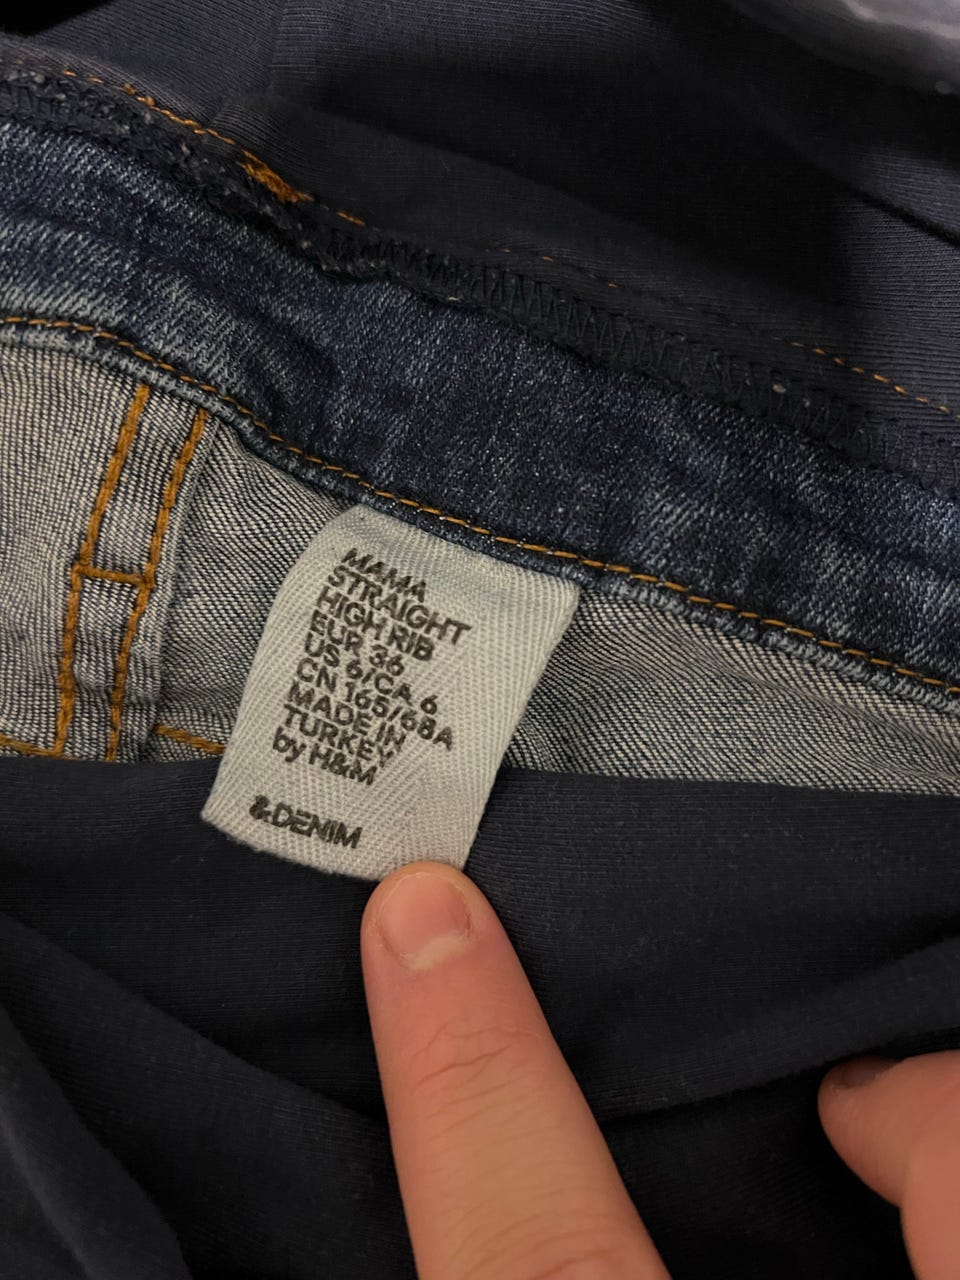 MAMA
STRAIGHT
HIGH RIB
EUR 36
US 6/CA 6
CN 165/68A
MADE IN
TURKEY
by H&M
&DENIM